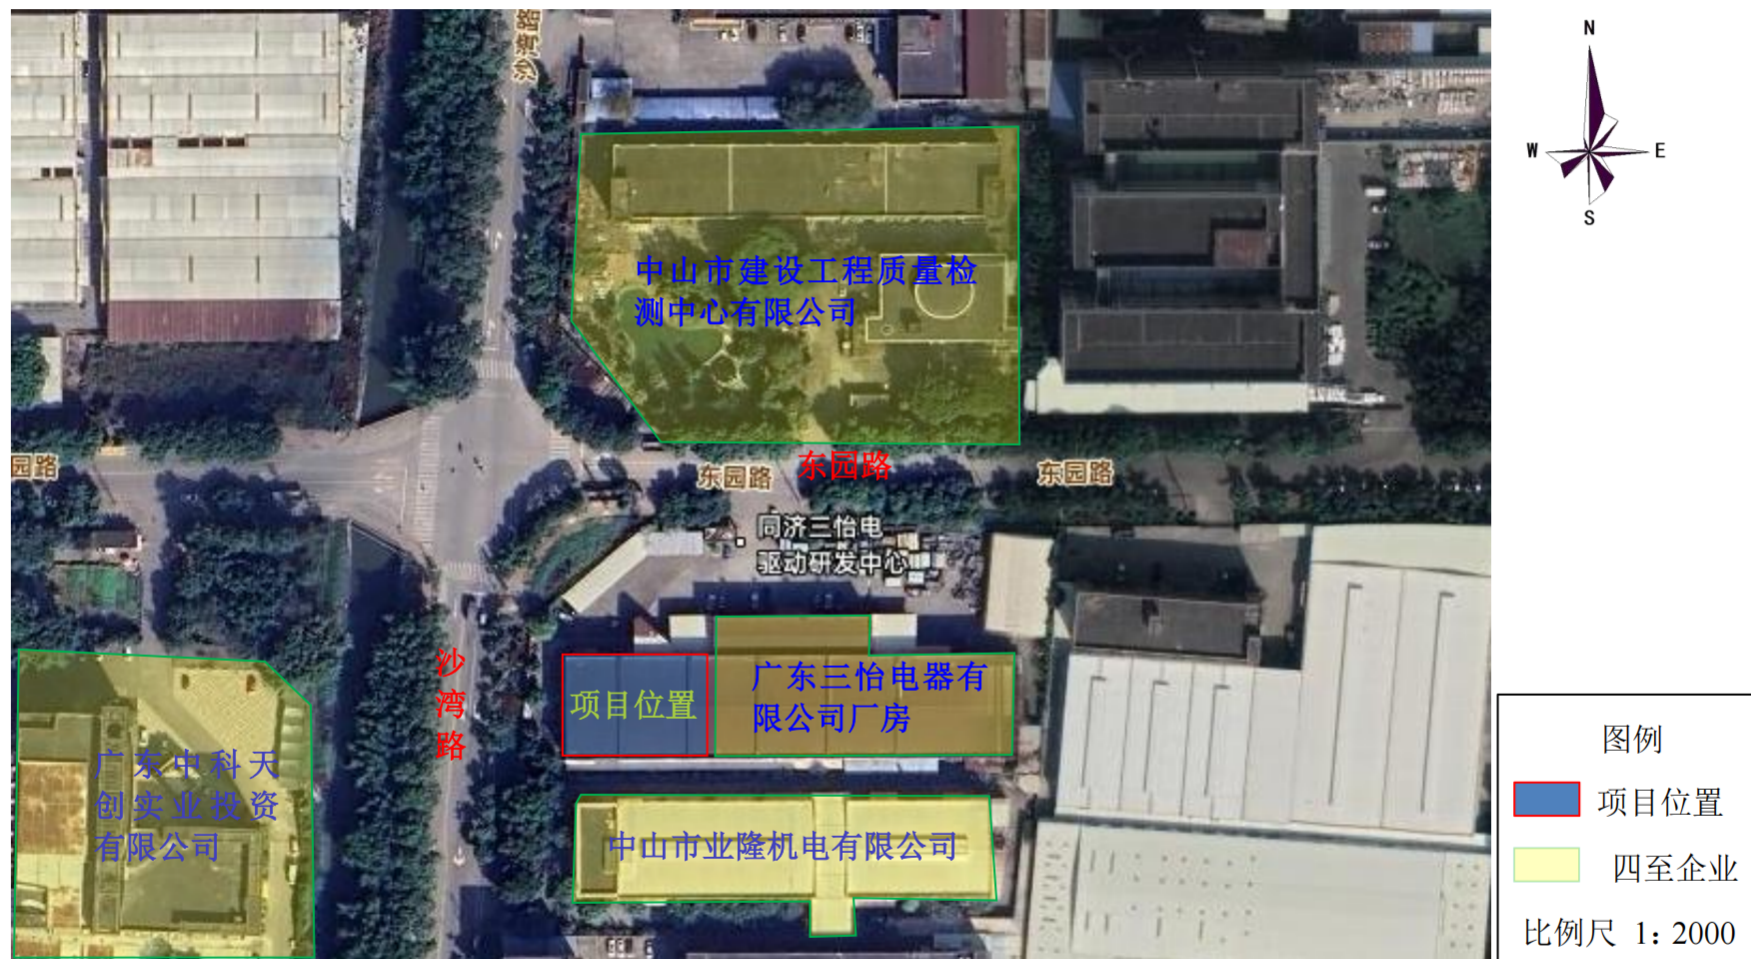 沙湾路
N
W
E
S
中山市建设工程质量检
测中心有限公司
园路
东园路
东园路
东园路
同济三怡电
驱动研发中心
沙
湾
路
项目位置
广东三怡电器有
限公司厂房
广东中科天
创实业投资
有限公司
中山市业隆机电有限公司
图例
项目位置
四至企业
比例尺 1: 2000